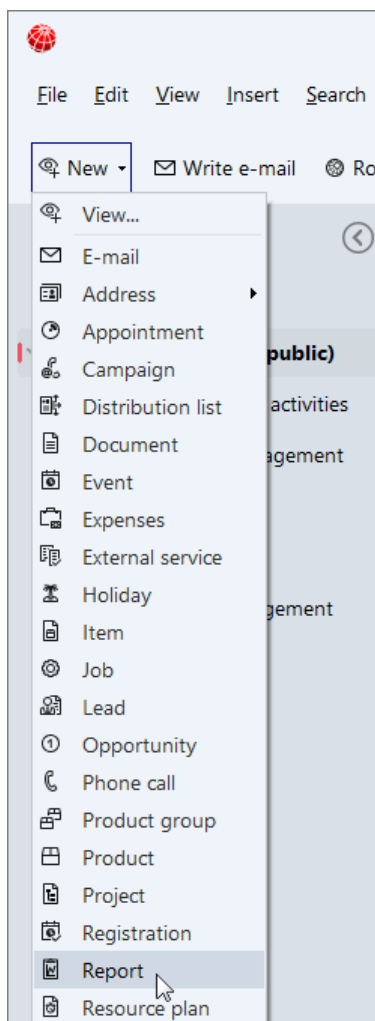 File Edit View Insert Search
New Write e-mail Ro
View...
E-mail
Address
Appointment
public)
Campaign
Distribution list
activities
Document
agement
Event
Expenses
External service
Holiday
gement
Item
Job
Lead
Opportunity
Phone call
Product group
Product
Project
Registration
Report
Resource plan